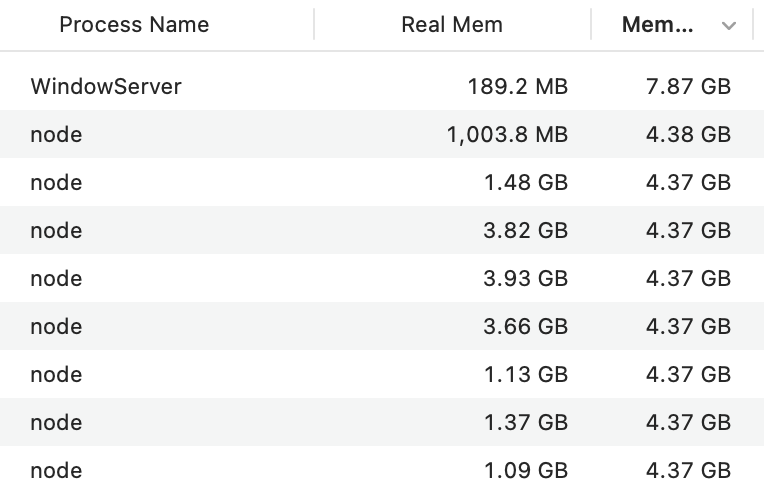 Process Name Real Mem Mem...
WindowServer 189.2 MB 7.87 GB
node 1,003.8 MB 4.38 GB
node 1.48 GB 4.37 GB
node 3.82 GB 4.37 GB
node 3.93 GB 4.37 GB
node 3.66 GB 4.37 GB
node 1.13 GB 4.37 GB
node 1.37 GB 4.37 GB
node 1.09 GB 4.37 GB